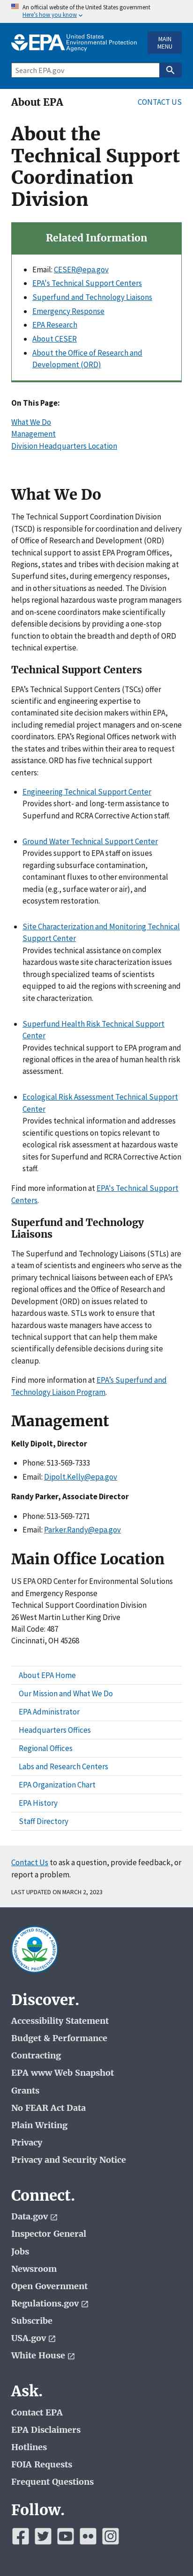 An official website of the United States government
Here's how you know
EPA United States
Environmental Protection
Agency
MAIN
MENU
Search EPA.gov
About EPA
CONTACT US
About the
Technical Support
Coordination
Division
Related Information
Email: CESER@epa.gov
EPA's Technical Support Centers
Superfund and Technology Liaisons
Emergency Response
EPA Research
About CESER
About the Office of Research and
Development (ORD)
On This Page:
What We Do
Management
Division Headquarters Location
What We Do
The Technical Support Coordination Division
(TSCD) is responsible for coordination and delivery
of Office of Research and Development (ORD)
technical support to assist EPA Program Offices,
Regions, states, and tribes with issues at hazardous
sites and during emergency responses. The division
helps regional hazardous waste program managers
and on-scene coordinators make scientifically
defensible decisions by providing the technical
outreach to obtain the breadth and depth of ORD
technical expertise.
Technical Support Centers
EPA's Technical Support Centers (TSCs) offer
scientific and engineering expertise to
contaminated site decision makers within EPA,
including regional site managers and on-scene
coordinators. EPA's Regional Offices work with
their technical support centers to address issues at
contaminated sites. ORD has five technical support
centers:
Engineering Technical Support Center
Provides short- and long-term assistance to
Superfund and RCRA Corrective Action staff.
Ground Water Technical Support Center
Provides support to EPA staff on issues
regarding subsurface contamination,
contaminant fluxes to other environmental
media (e.g., surface water or air), and
ecosystem restoration.
Site Characterization and Monitoring Technical
Support Center
Provides technical assistance on complex
hazardous waste site characterization issues
through its network of scientists and engineers
equipped to aid the regions with screening and
site characterization.
Superfund Health Risk Technical Support
Center
Provides technical support to EPA program and
regional offices in the area of human health risk
assessment.
Ecological Risk Assessment Technical Support
Center
Provides technical information and addresses
scientific questions on topics relevant to
ecological risk assessment at hazardous waste
sites for Superfund and RCRA Corrective Action
staff.
Find more information at EPA's Technical Support
Centers.
Superfund and Technology
Liaisons
The Superfund and Technology Liaisons (STLs) are a
team of scientists and engineers who serve as
technical liaisons between each of EPA's
regional offices and the Office of Research and
Development (ORD) on issues related to
hazardous waste. STLs work to ensure that
hazardous waste managers have access to the
technical support that can help them make
scientifically defensible decisions during site
cleanup.
Find more information at EPA's Superfund and
Technology Liaison Program.
Management
Kelly Dipolt, Director
Phone: 513-569-7333
Email: Dipolt.Kelly@epa.gov
Randy Parker, Associate Director
Phone: 513-569-7271
Email: Parker.Randy@epa.gov
Main Office Location
US EPA ORD Center for Environmental Solutions
and Emergency Response
Technical Support Coordination Division
26 West Martin Luther King Drive
Mail Code: 487
Cincinnati, OH 45268
About EPA Home
Our Mission and What We Do
EPA Administrator
Headquarters Offices
Regional Offices
Labs and Research Centers
EPA Organization Chart
EPA History
Staff Directory
Contact Us to ask a question, provide feedback, or
report a problem.
LAST UPDATED ON MARCH 2, 2023
Discover.
Accessibility Statement
Budget & Performance
Contracting
EPA www Web Snapshot
Grants
No FEAR Act Data
Plain Writing
Privacy
Privacy and Security Notice
Connect.
Data.gov
Inspector General
Jobs
Newsroom
Open Government
Regulations.gov
Subscribe
USA.gov
White House
Ask.
Contact EPA
EPA Disclaimers
Hotlines
FOIA Requests
Frequent Questions
Follow.